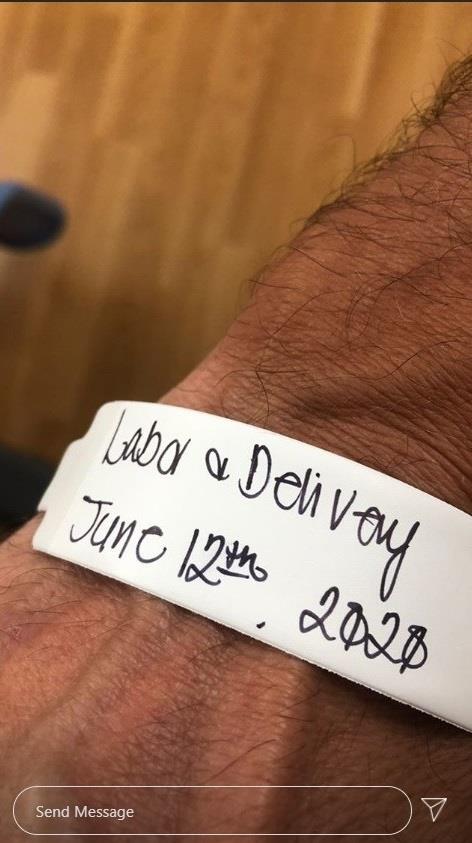 Labor & Delivery
June 12th, 2020
Send Message